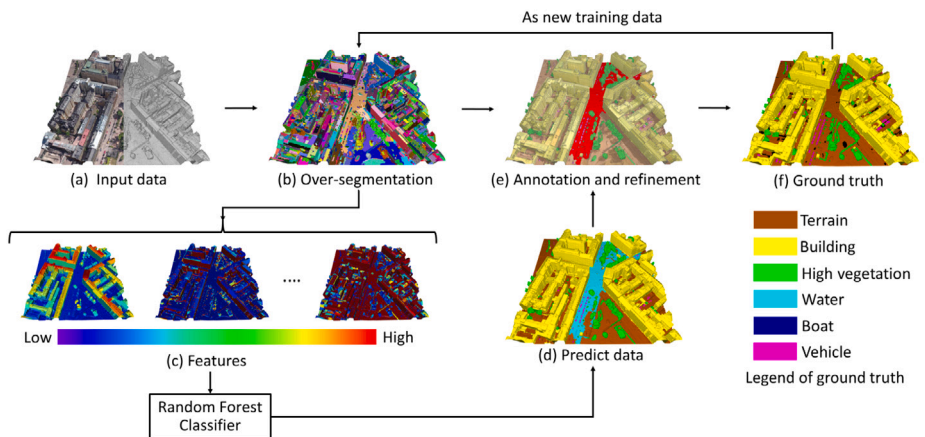 As new training data
(a) Input data
(b) Over-segmentation
(e) Annotation and refinement
(f) Ground truth
Low
High
(c) Features
Random Forest
Classifier
(d) Predict data
Terrain
Building
High vegetation
Water
Boat
Vehicle
Legend of ground truth